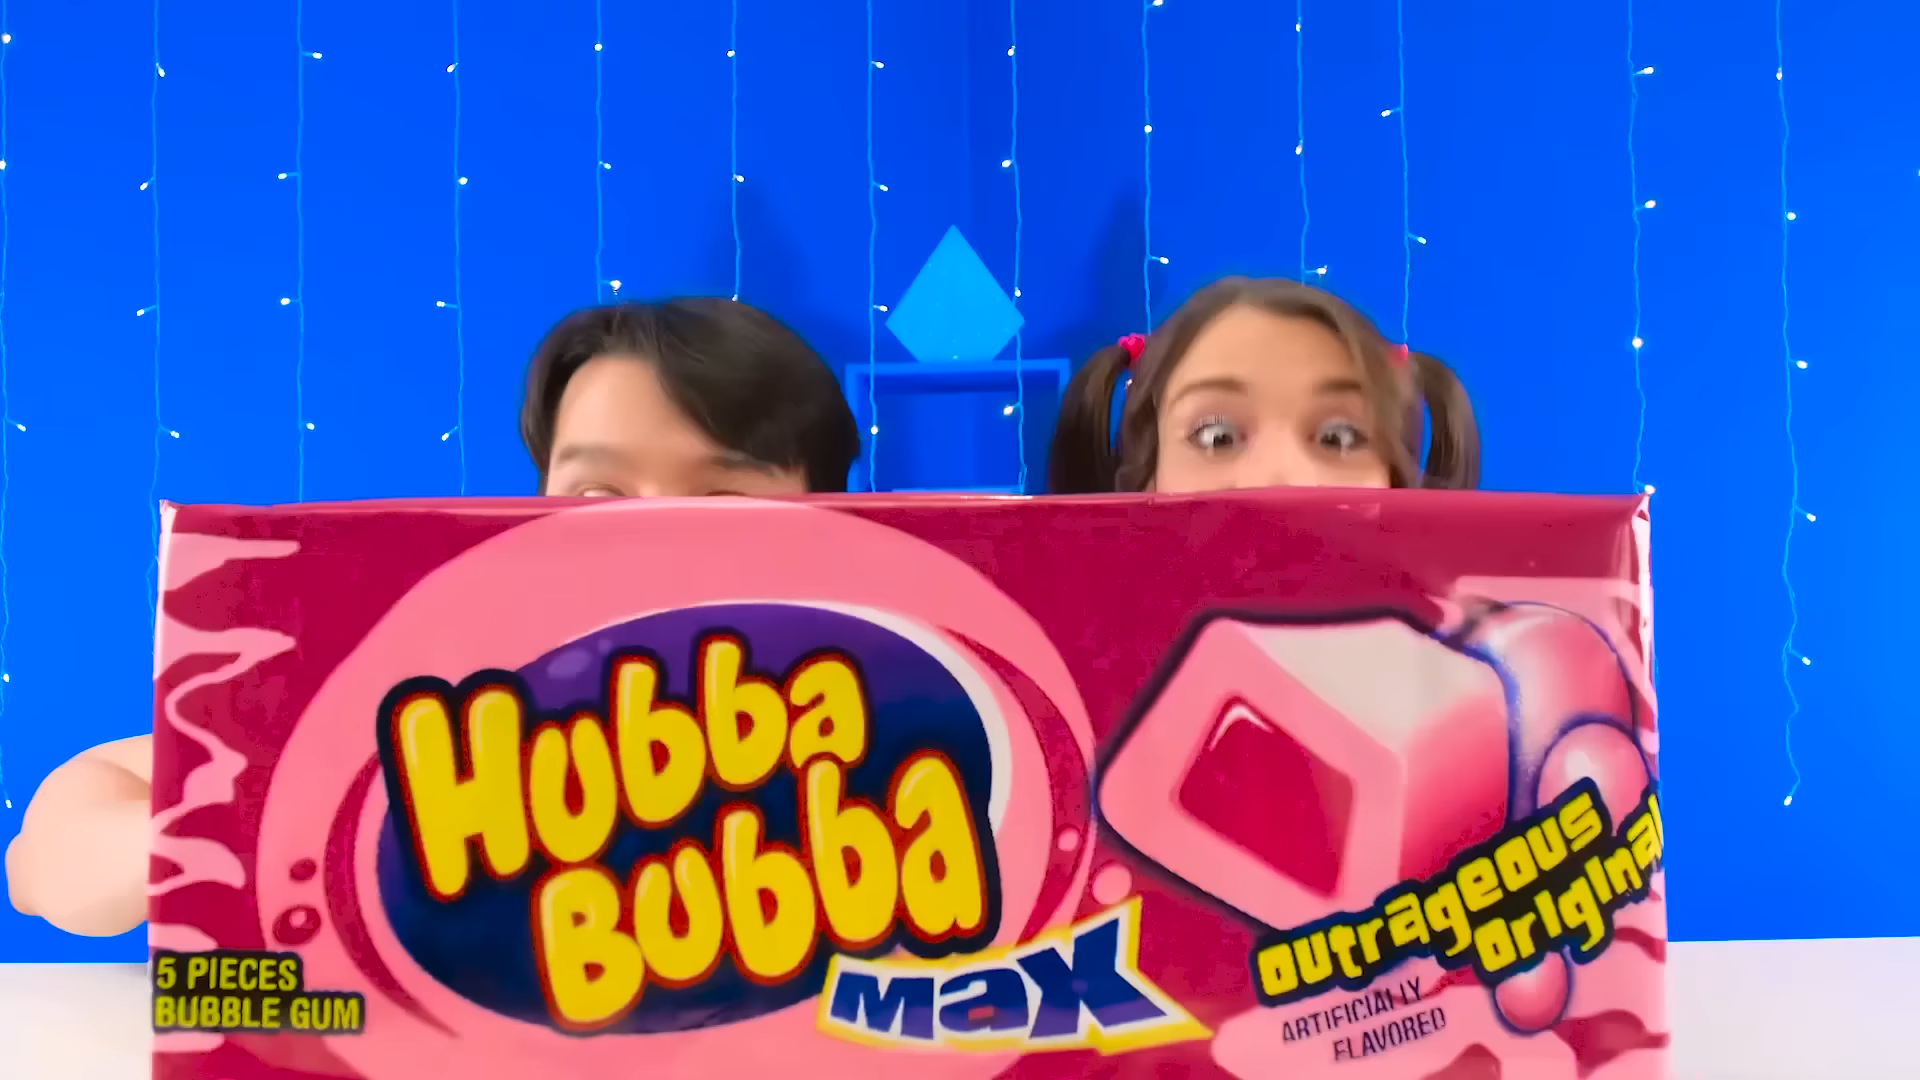 Hubba
Bubba
Max
outrageous
original
ARTIFICIALLY
FLAVORED
5 PIECES
BUBBLE GUM